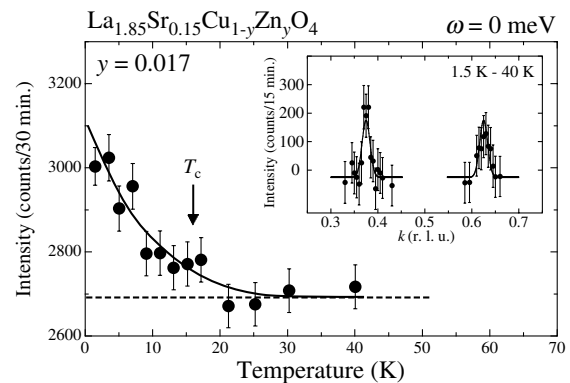 La1.85Sr0.15Cu1-yZnyO4
ω = 0 meV
y = 0.017
1.5 K - 40 K
Tc
Intensity (counts/30 min.)
3200
3000
2800
2600
0 10 20 30 40 50 60 70
Temperature (K)
Intensity (counts/15 min.)
300
200
100
0
0.3 0.4 0.5 0.6 0.7
k (r. l. u.)